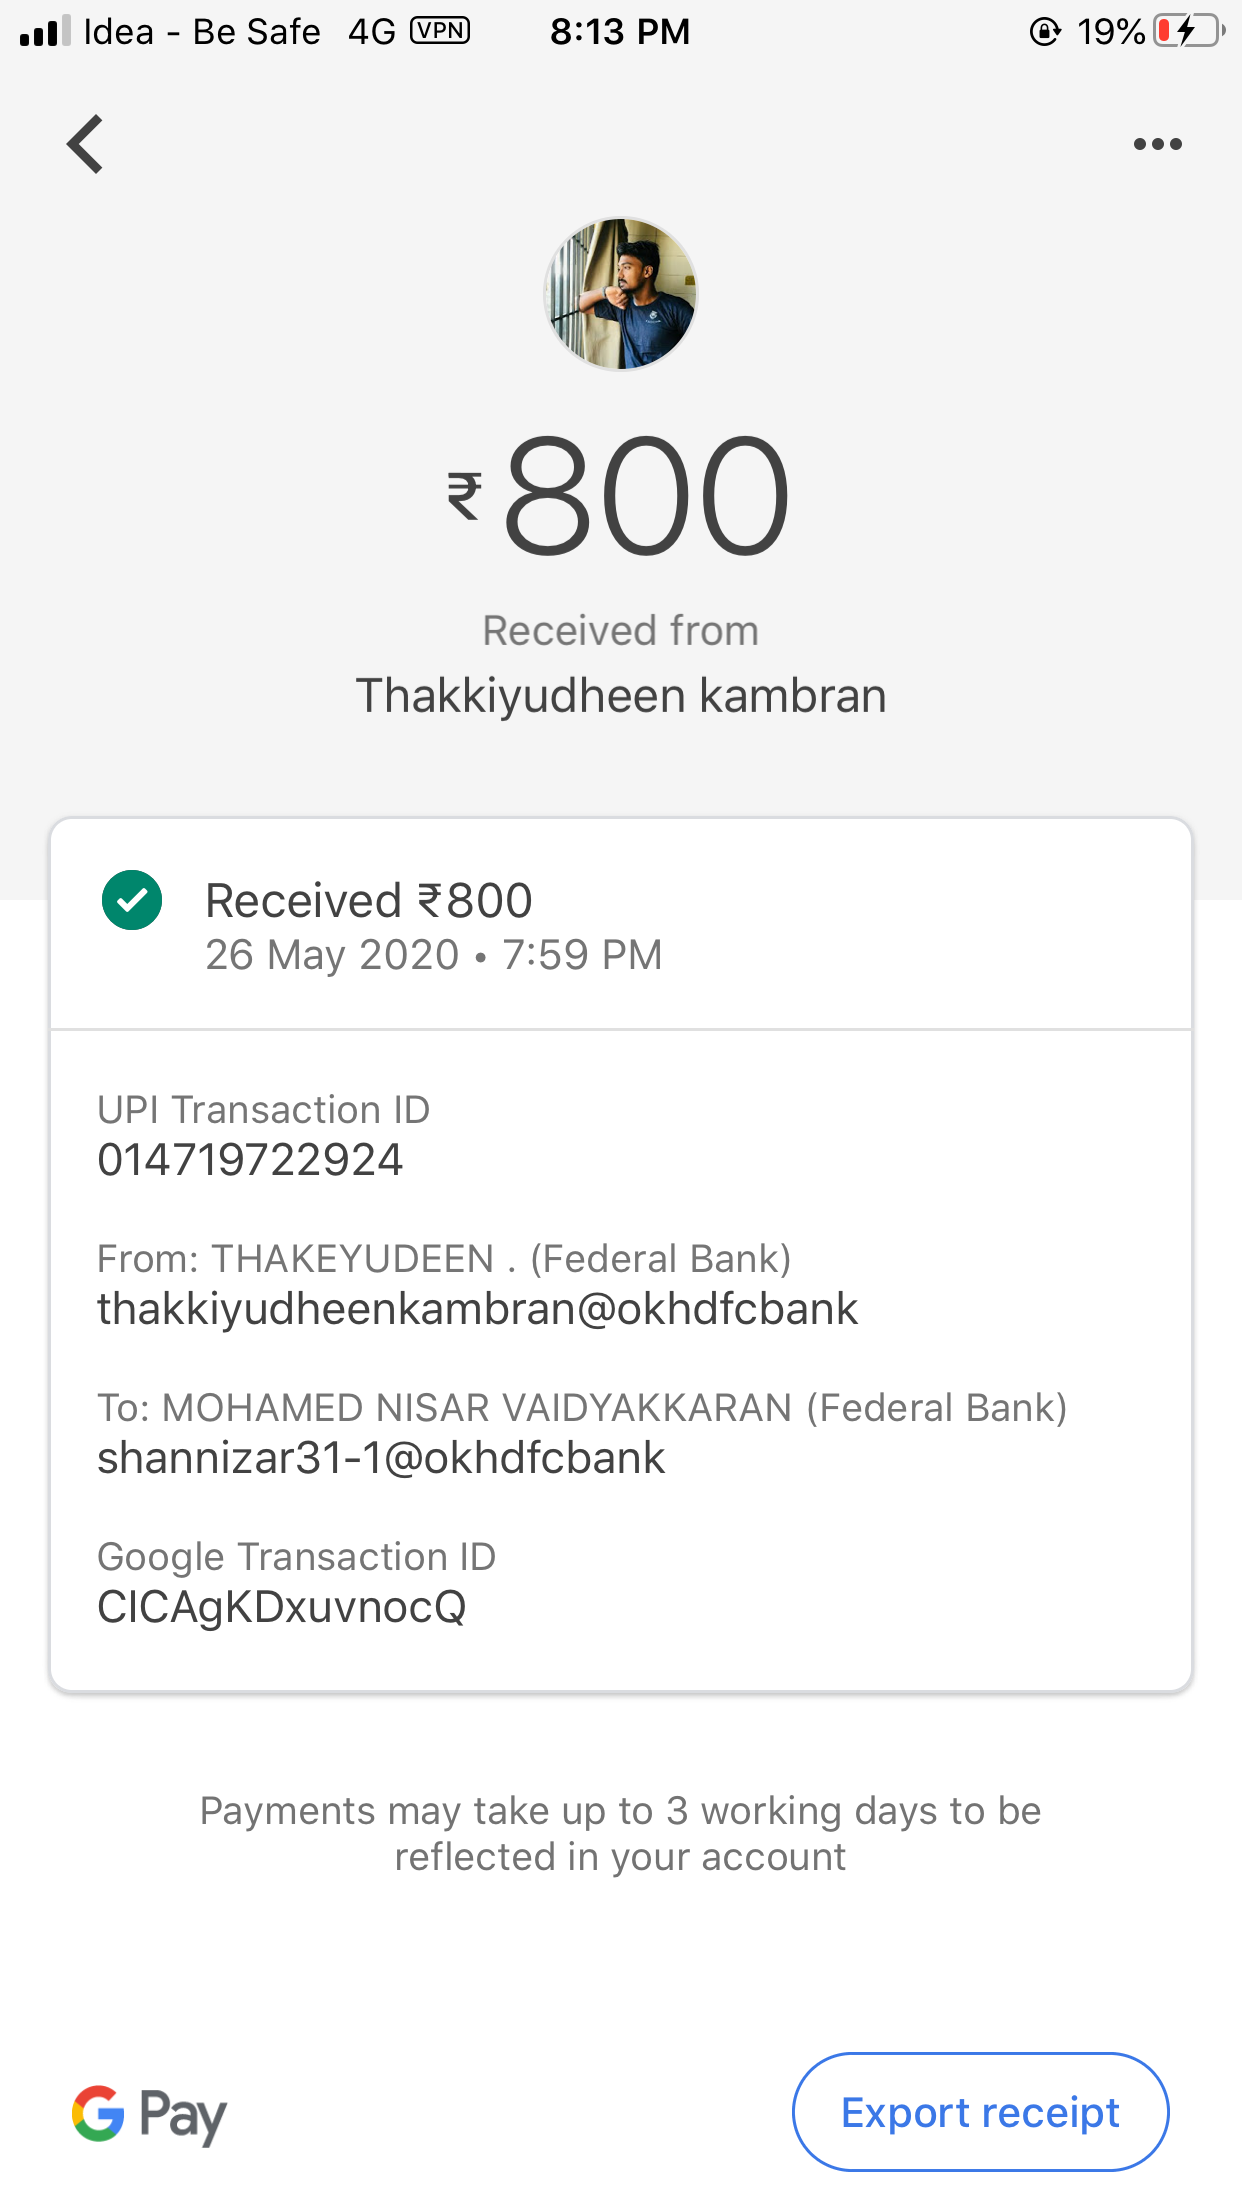 Idea - Be Safe 4G VPN 8:13 PM 19%
₹800
Received from
Thakkiyudheen kambran
Received ₹800
26 May 2020 • 7:59 PM
UPI Transaction ID
014719722924
From: THAKEYUDEEN . (Federal Bank)
thakkiyudheenkambran@okhdfcbank
To: MOHAMED NISAR VAIDYAKKARAN (Federal Bank)
shannizar31-1@okhdfcbank
Google Transaction ID
CICAgKDxuvnocQ
Payments may take up to 3 working days to be
reflected in your account
G Pay Export receipt